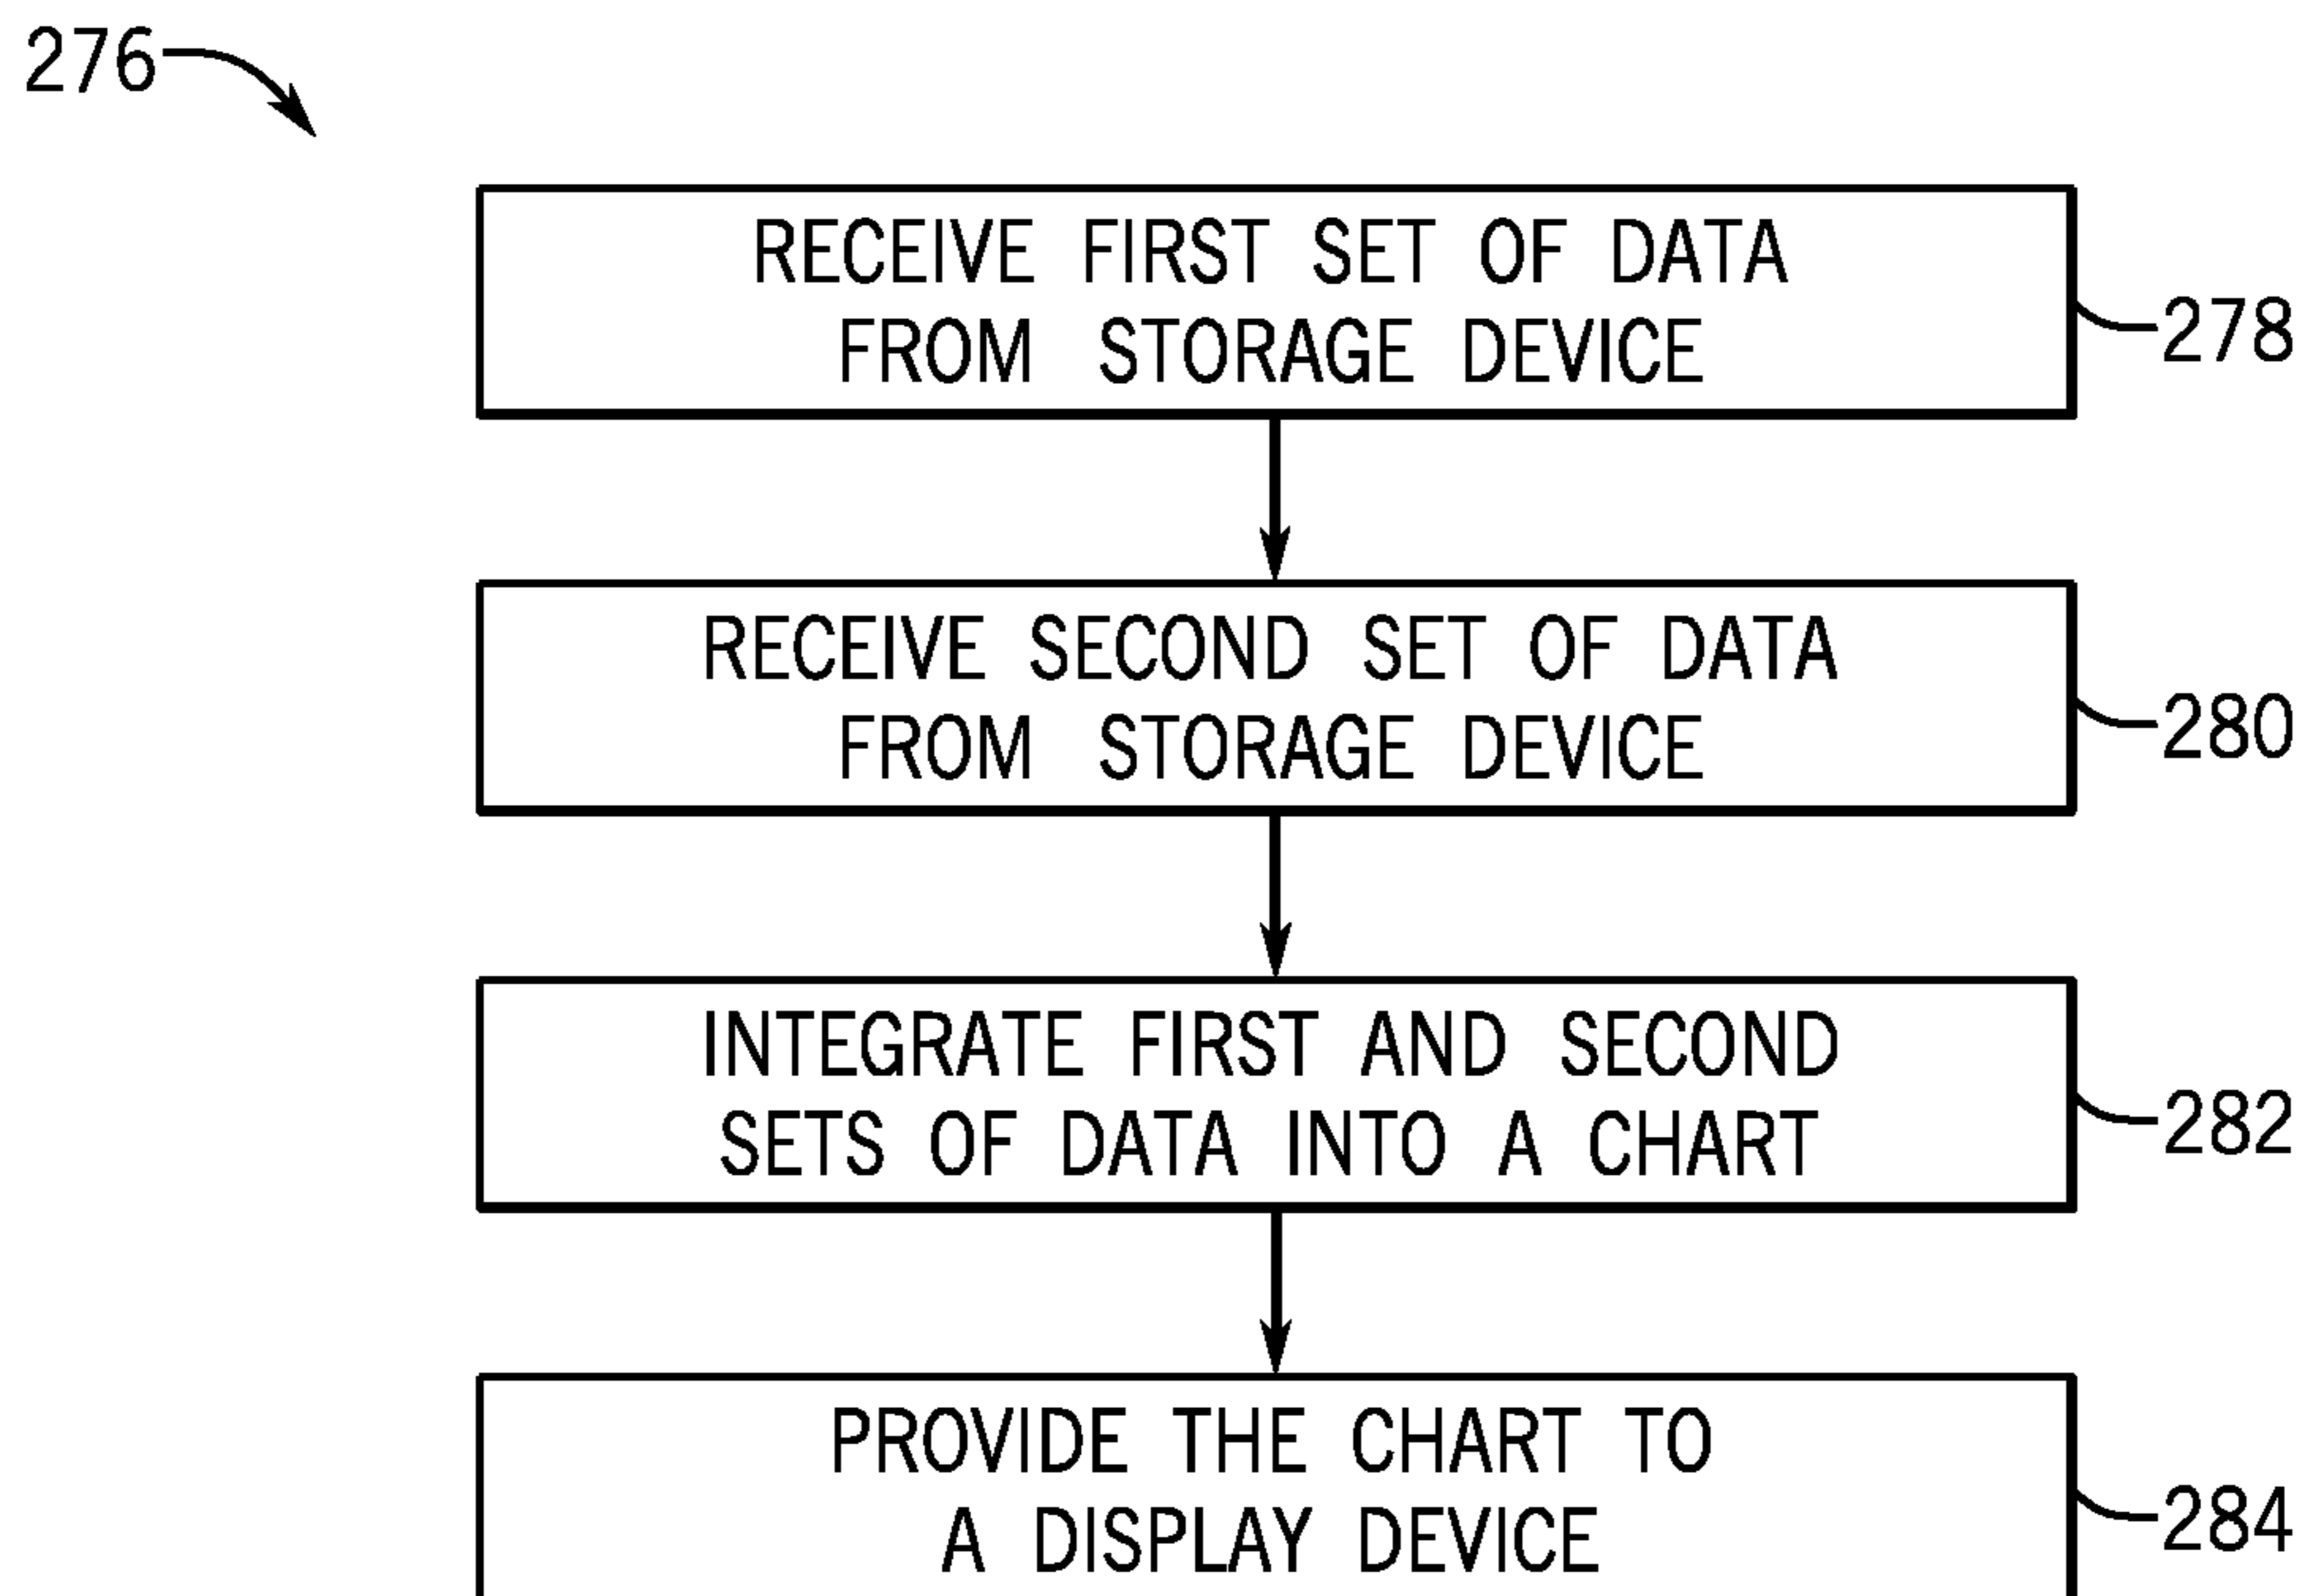 276
RECEIVE FIRST SET OF DATA
FROM STORAGE DEVICE
278
RECEIVE SECOND SET OF DATA
FROM STORAGE DEVICE
280
INTEGRATE FIRST AND SECOND
SETS OF DATA INTO A CHART
282
PROVIDE THE CHART TO
A DISPLAY DEVICE
284